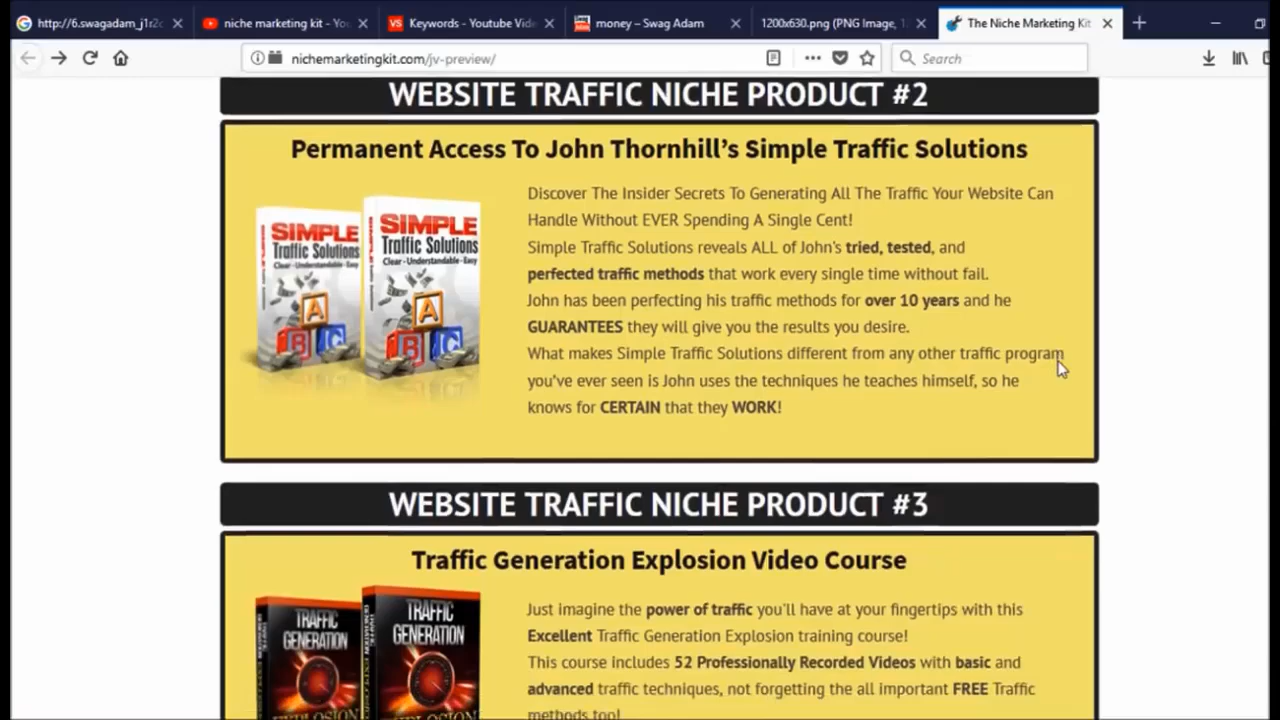 http://6.swagadam_j1r2c
niche marketing kit - Yo
Keywords - Youtube Vide
money – Swag Adam
1200x630.png (PNG Image, 1
The Niche Marketing Kit
nichemarketingkit.com/jv-preview/
Search
WEBSITE TRAFFIC NICHE PRODUCT #2
Permanent Access To John Thornhill's Simple Traffic Solutions
SIMPLE
Traffic Solutions
Clear - Understandable - Easy
A
B
C
SIMPLE
Traffic Solutions
Clear - Understandable - Easy
A
B
C
Discover The Insider Secrets To Generating All The Traffic Your Website Can
Handle Without EVER Spending A Single Cent!
Simple Traffic Solutions reveals ALL of John's tried, tested, and
perfected traffic methods that work every single time without fail.
John has been perfecting his traffic methods for over 10 years and he
GUARANTEES they will give you the results you desire.
What makes Simple Traffic Solutions different from any other traffic program
you've ever seen is John uses the techniques he teaches himself, so he
knows for CERTAIN that they WORK!
WEBSITE TRAFFIC NICHE PRODUCT #3
Traffic Generation Explosion Video Course
TRAFFIC
GENERATION
EXPLOSION
TRAFFIC
GENERATION
EXPLOSION
Just imagine the power of traffic you'll have at your fingertips with this
Excellent Traffic Generation Explosion training course!
This course includes 52 Professionally Recorded Videos with basic and
advanced traffic techniques, not forgetting the all important FREE Traffic
methods too!